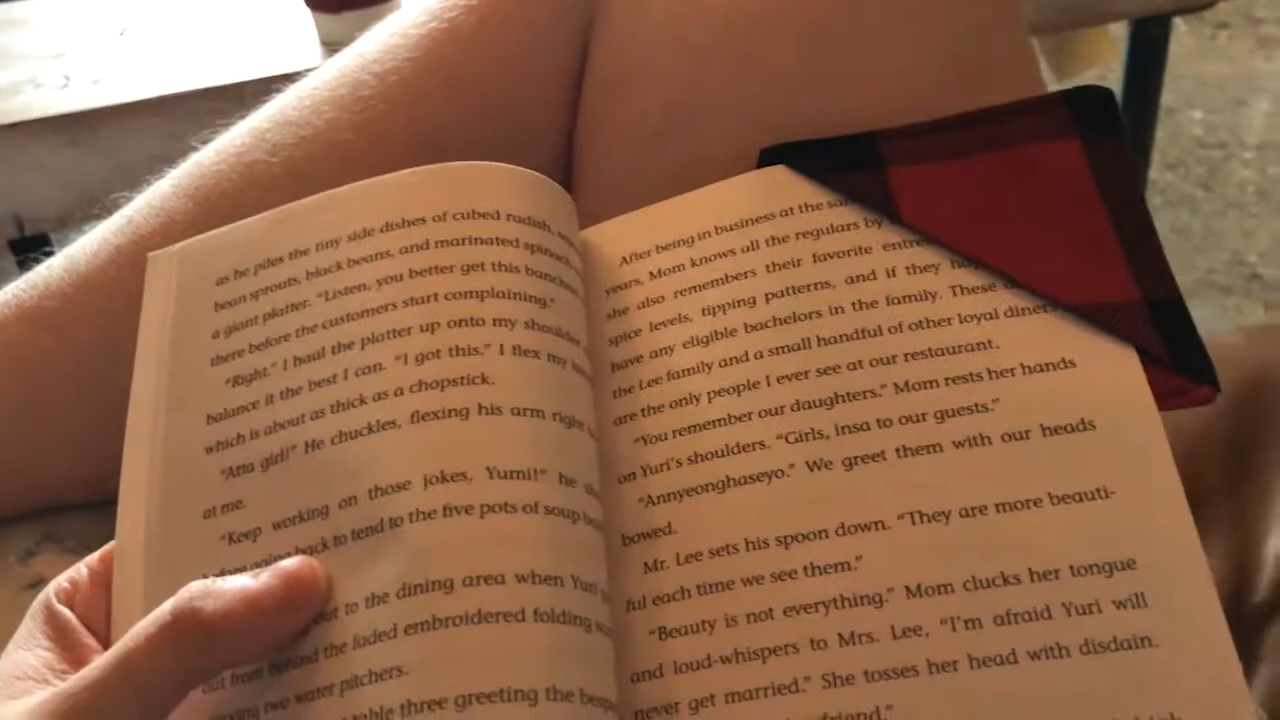 as he piles the tiny side dishes of cubed radish,
bean sprouts, black beans, and marinated spinach
a giant platter. "Listen, you better get this banchan
there before the customers start complaining."
"Right." I haul the platter up onto my shoulder
balance it the best I can. "I got this." I flex my
which is about as thick as a chopstick.
"Atta girl!" He chuckles, flexing his arm right
at me.
"Keep working on those jokes, Yumi!" he
before going back to tend to the five pots of soup
to the dining area when Yuri
out from behind the faded embroidered folding
two water pitchers.
table three greeting the
After being in business at the
years, Mom knows all the regulars by
she also remembers their favorite
spice levels, tipping patterns, and if they
have any eligible bachelors in the family. These
the Lee family and a small handful of other loyal diners
are the only people I ever see at our restaurant.
"You remember our daughters." Mom rests her hands
on Yuri's shoulders. "Girls, insa to our guests."
"Annyeonghaseyo." We greet them with our heads
bowed.
Mr. Lee sets his spoon down. "They are more beauti-
ful each time we see them."
"Beauty is not everything." Mom clucks her tongue
and loud-whispers to Mrs. Lee, "I'm afraid Yuri will
never get married." She tosses her head with disdain.